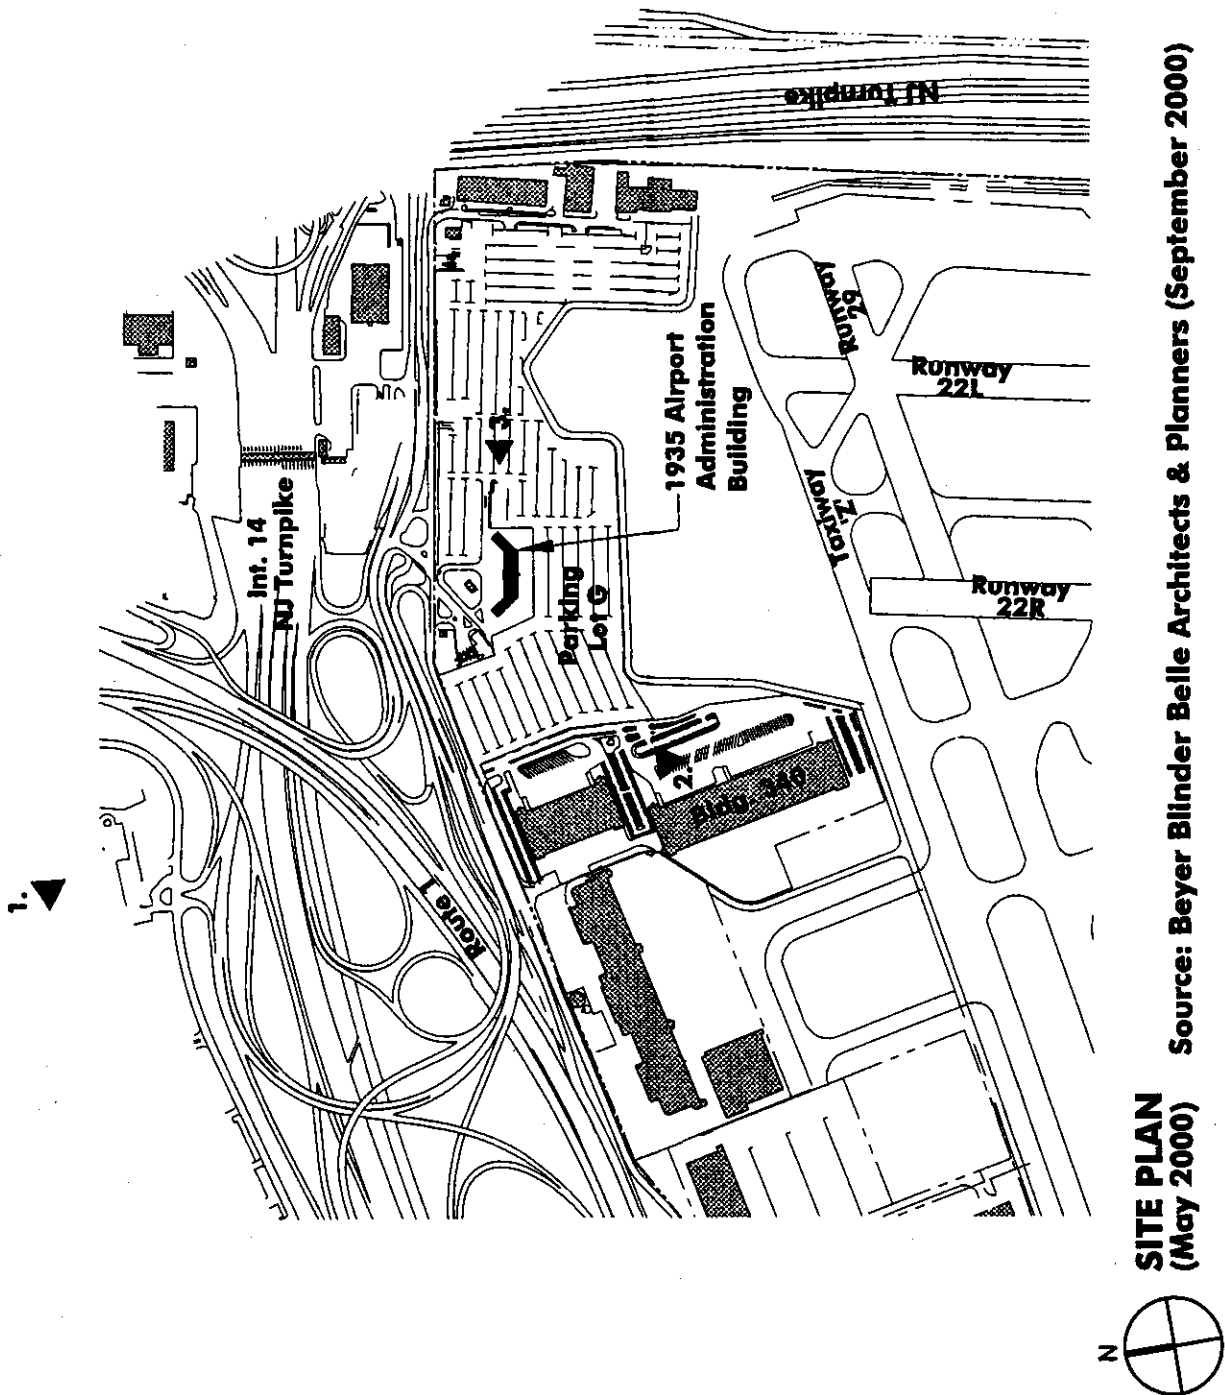 1.
Int. 14
NJ Turnpike
Route 1
NJ Turnpike
3.
1935 Airport
Administration
Building
Parking
Lot G
2.
Bldg. 340
Runway
29
Runway
22L
Taxiway
'Z'
Runway
22R
N
SITE PLAN
(May 2000)
Source: Beyer Blinder Belle Architects & Planners (September 2000)